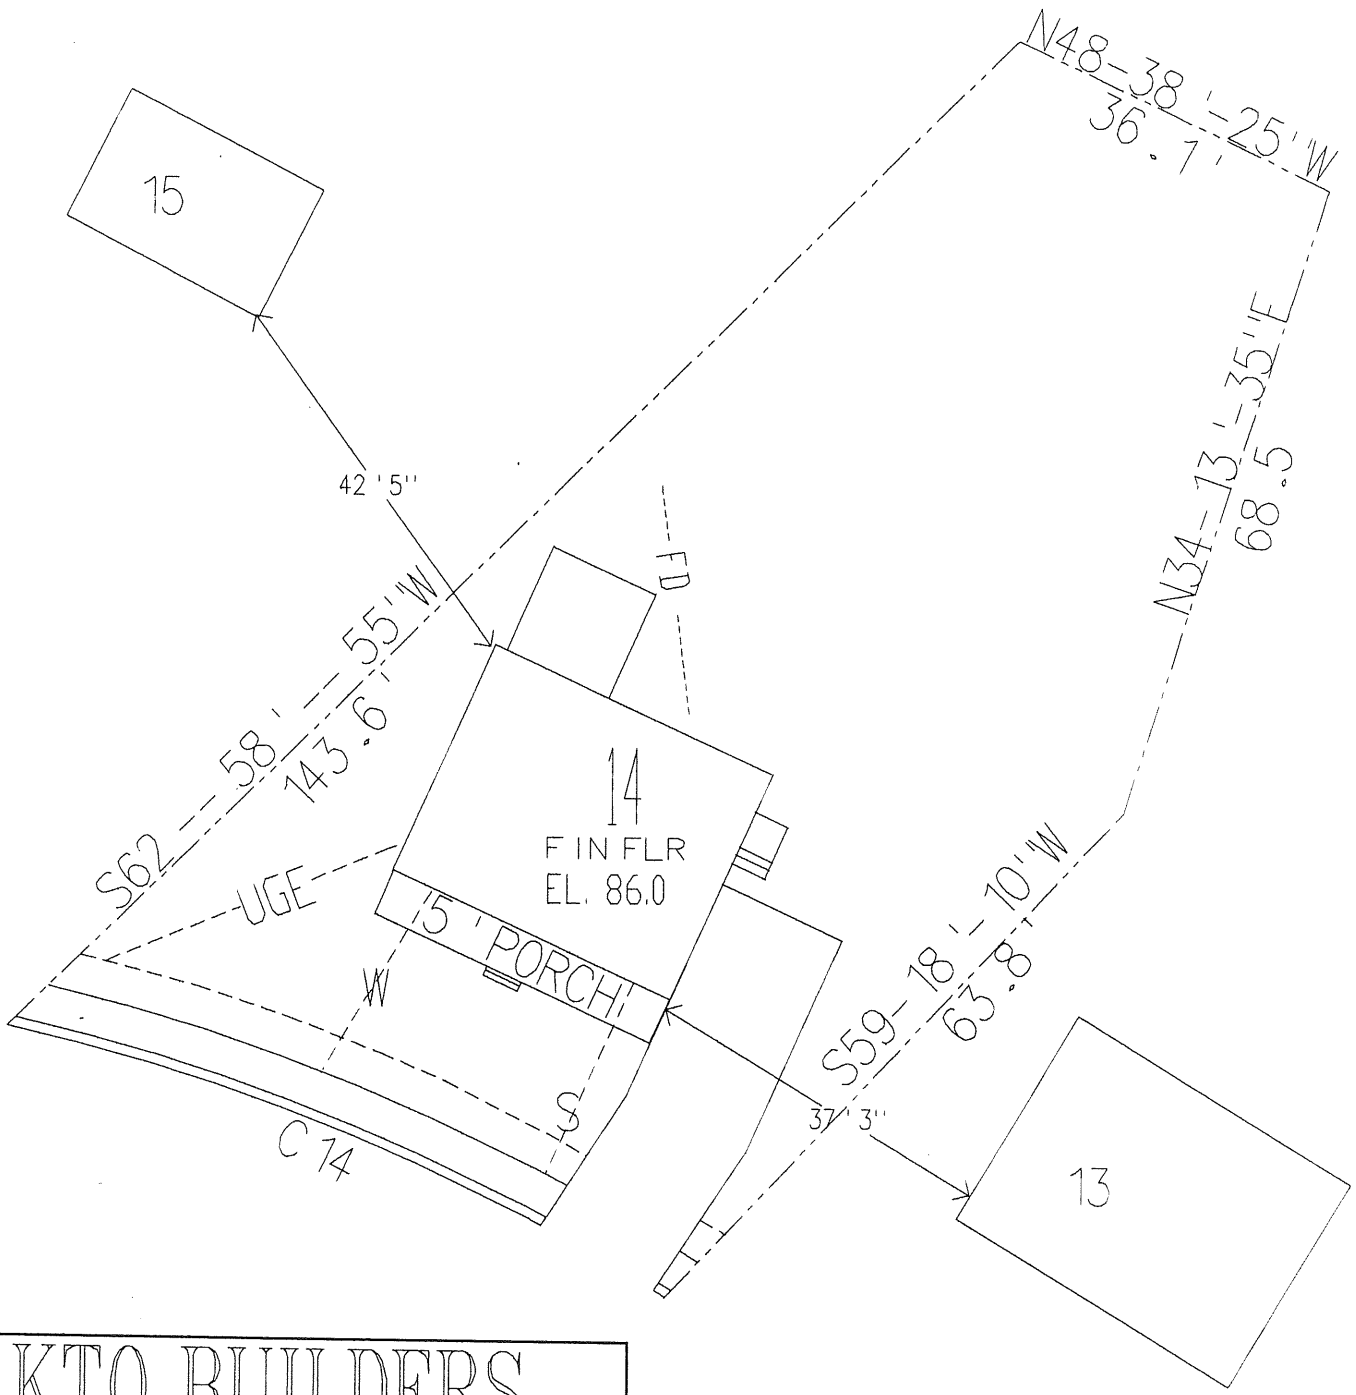 N48-38'-25''W
36.1'
15
N34-13'-35''E
68.5
42'5''
FD
S62 - 58' - 55''W
143.6'
14
FIN FLR
EL. 86.0
UGE
5' PORCH
W
S59-18'-10''W
63.8'
S
37'3''
C 14
13
KTO BUILDERS